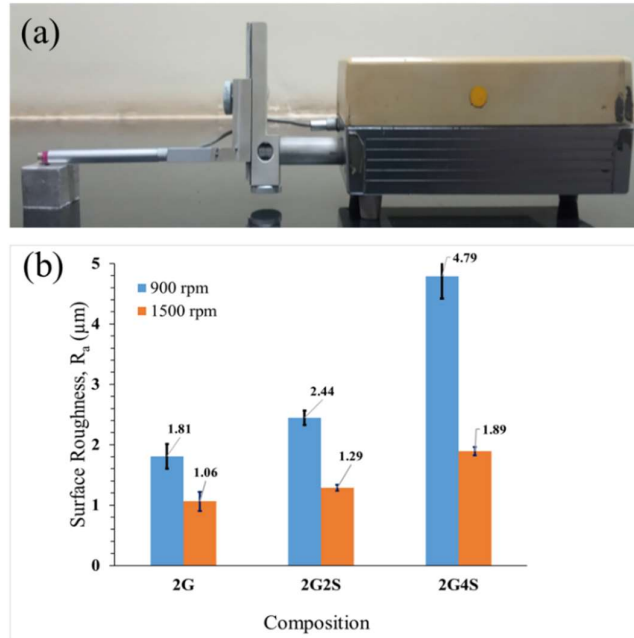 (a)
(b)
900 rpm
1500 rpm
Surface Roughness, Rₐ (μm)
5
4
3
2
1
0
1.81
1.06
2.44
1.29
4.79
1.89
2G
2G2S
2G4S
Composition